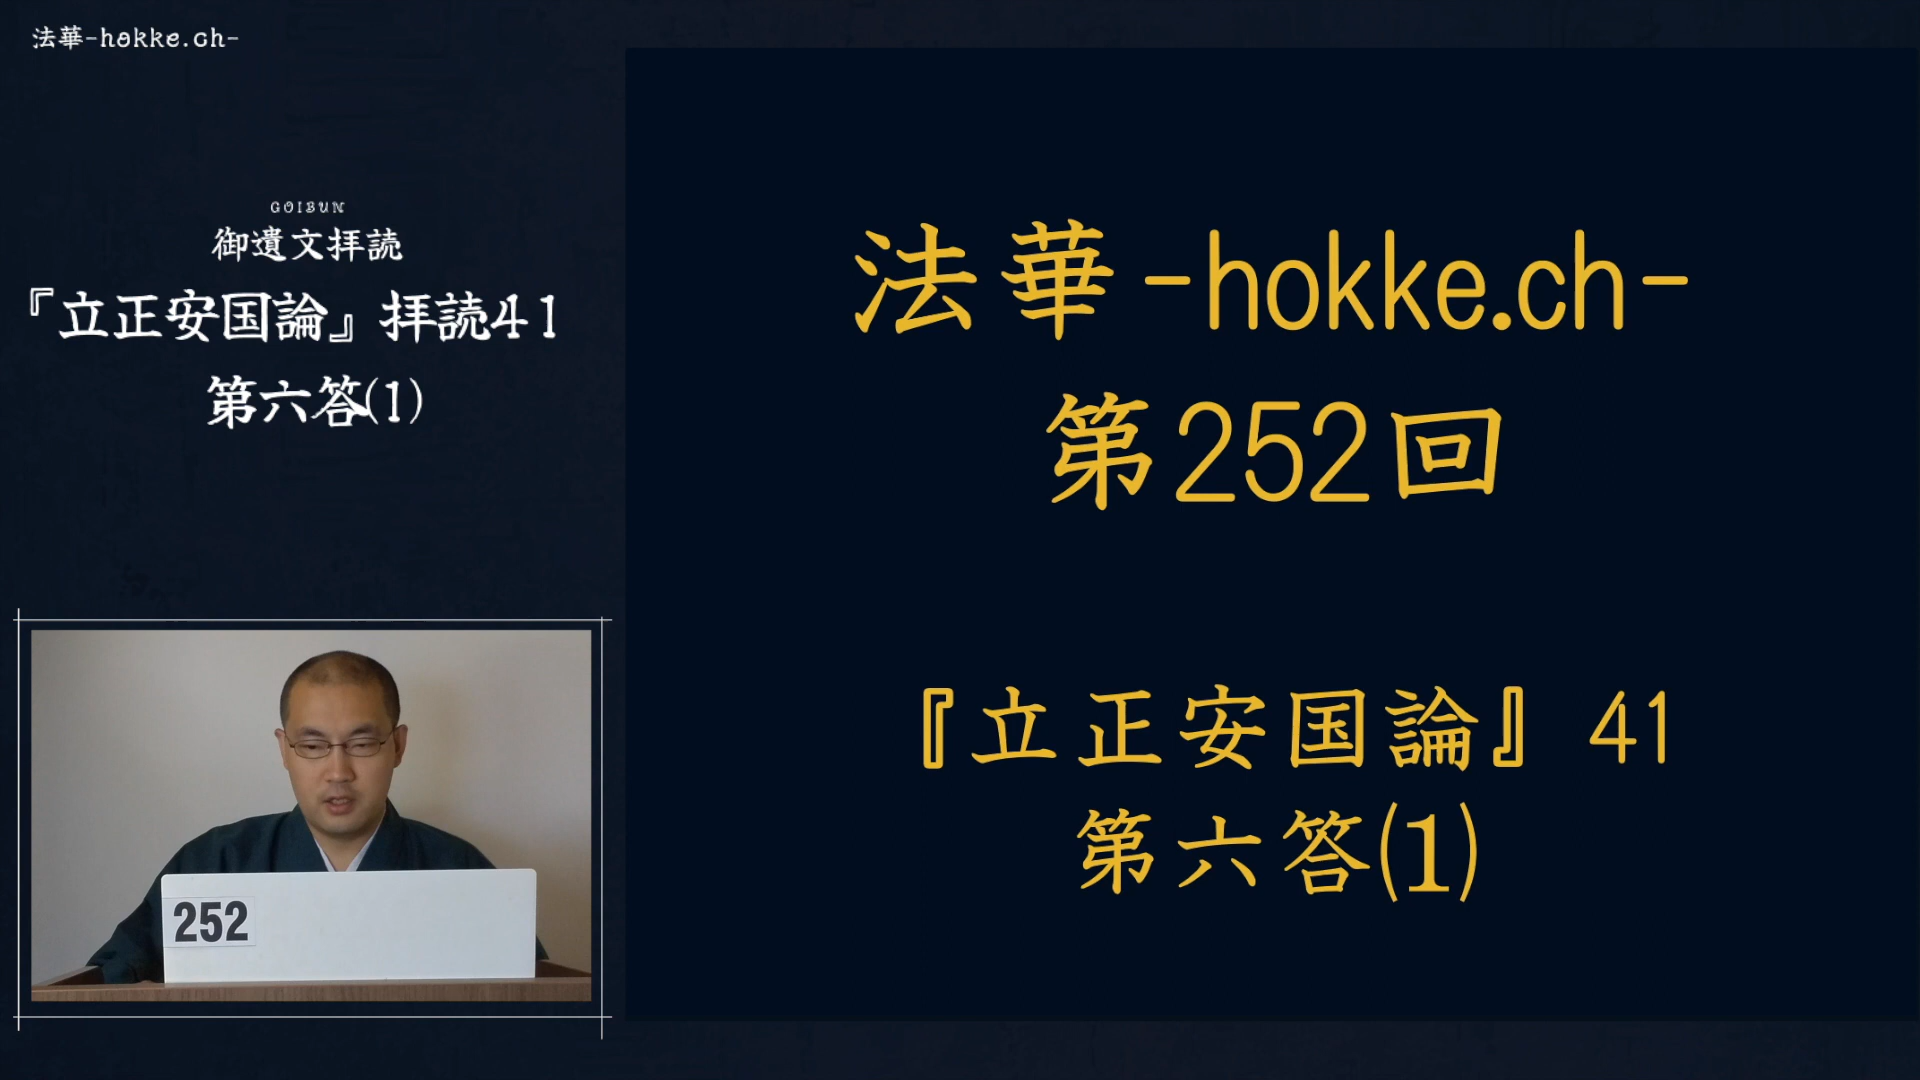 法華-hokke.ch-
GOIBUN
御遺文拝読
『立正安国論』拝読41
第六答(1)
252
法華-hokke.ch-
第252回
『立正安国論』41
第六答(1)